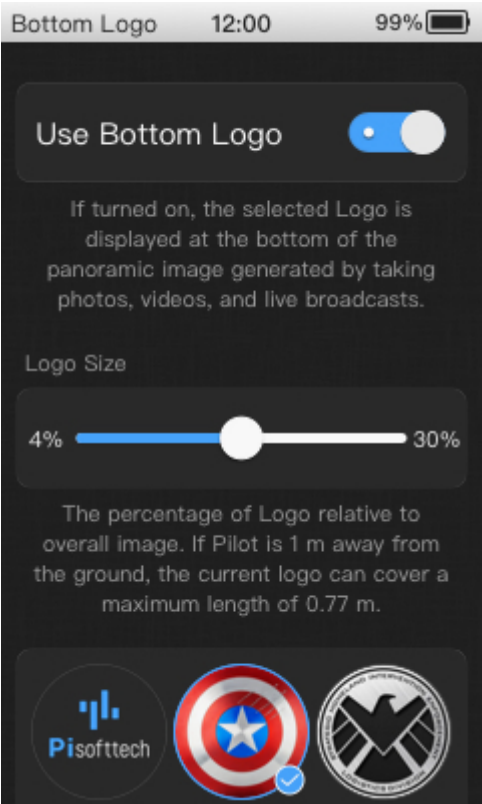 Bottom Logo 12:00 99%
Use Bottom Logo
If turned on, the selected Logo is
displayed at the bottom of the
panoramic image generated by taking
photos, videos, and live broadcasts.
Logo Size
4% 30%
The percentage of Logo relative to
overall image. If Pilot is 1 m away from
the ground, the current logo can cover a
maximum length of 0.77 m.
Pisofttech